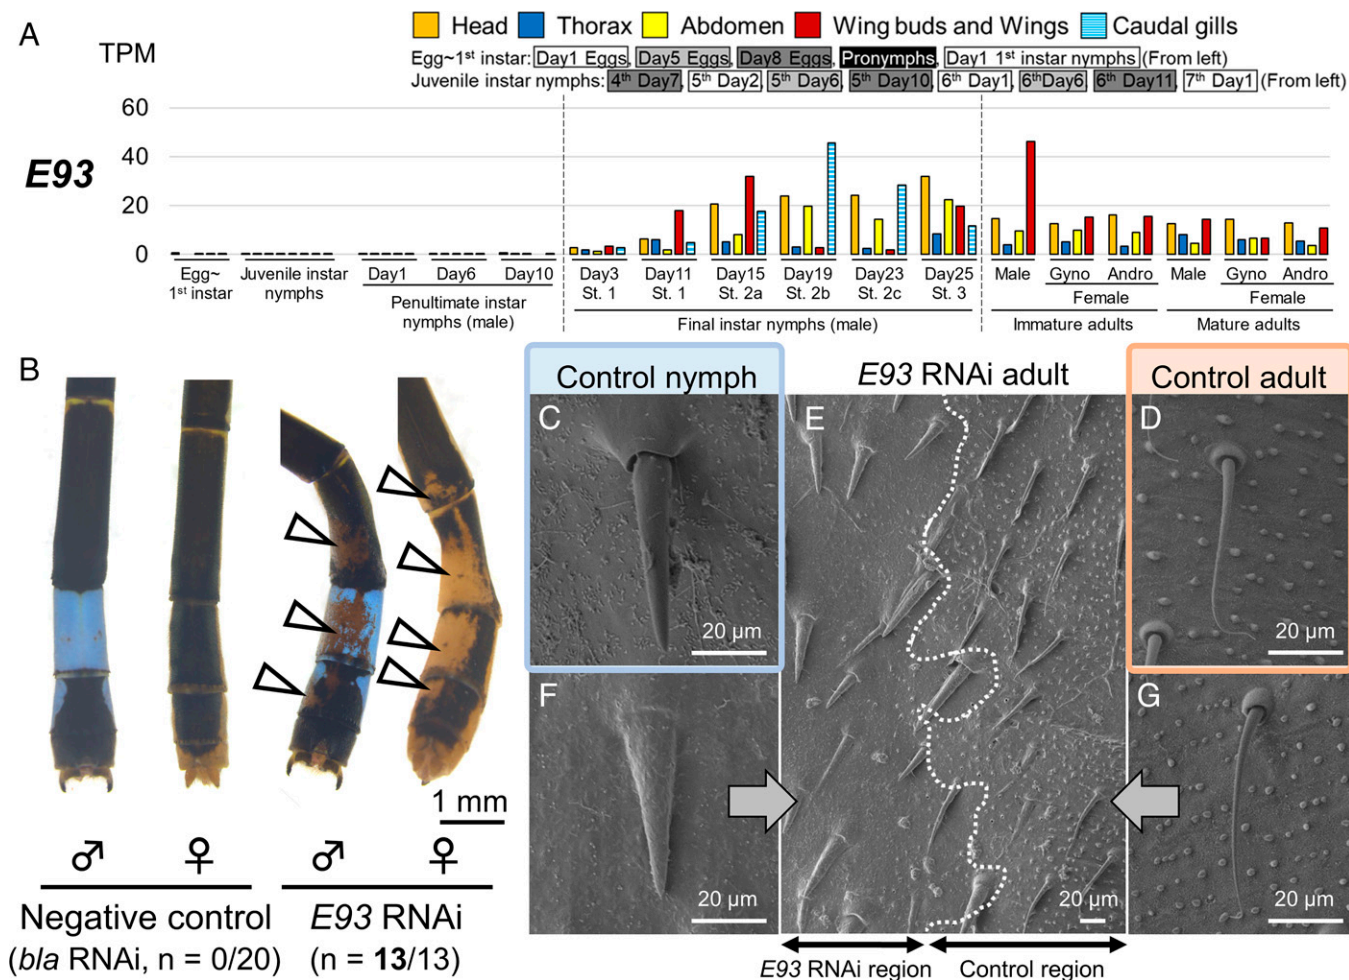 A
TPM
Head Thorax Abdomen Wing buds and Wings Caudal gills
Egg~1st instar: Day1 Eggs, Day5 Eggs, Day8 Eggs, Pronymphs, Day1 1st instar nymphs (From left)
Juvenile instar nymphs: 4th Day7, 5th Day2, 5th Day6, 5th Day10, 6th Day1, 6th Day6, 6th Day11, 7th Day1 (From left)
60
40
E93
20
0
Egg~ 1st instar
Juvenile instar nymphs
Day1 Day6 Day10
Penultimate instar nymphs (male)
Day3 Day11 Day15 Day19 Day23 Day25
St. 1 St. 1 St. 2a St. 2b St. 2c St. 3
Final instar nymphs (male)
Male Gyno Andro Male Gyno Andro
Female Female
Immature adults Mature adults
B
Control nymph E93 RNAi adult Control adult
C E D
20 µm 20 µm
F G
1 mm
20 µm 20 µm 20 µm
♂ ♀ ♂ ♀
Negative control E93 RNAi
(bla RNAi, n = 0/20) (n = 13/13)
E93 RNAi region Control region